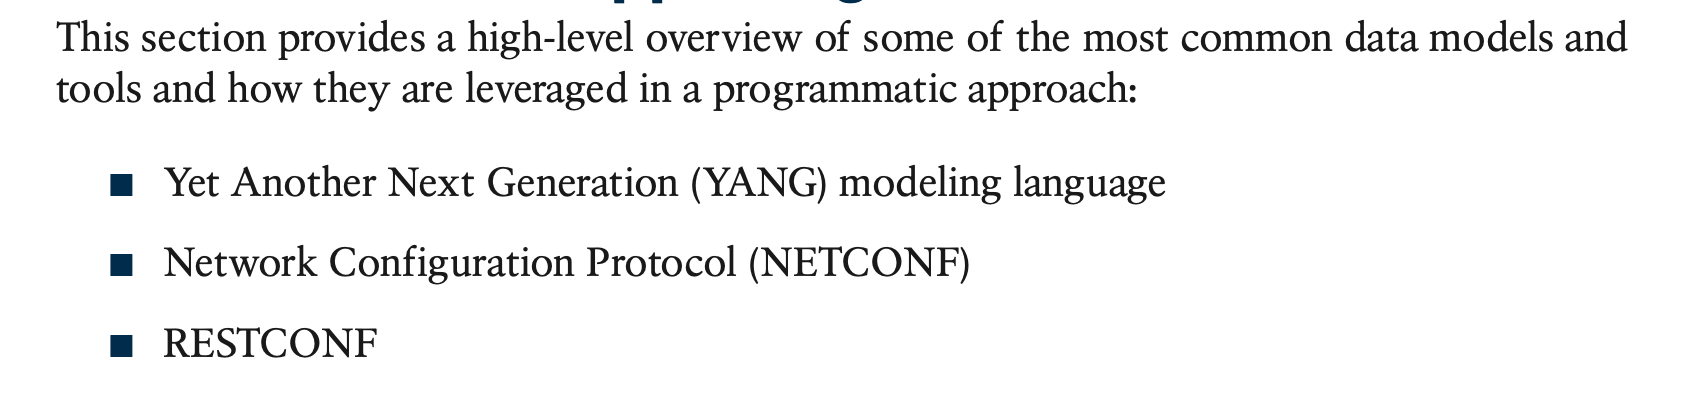 This section provides a high-level overview of some of the most common data models and
tools and how they are leveraged in a programmatic approach:
■ Yet Another Next Generation (YANG) modeling language
■ Network Configuration Protocol (NETCONF)
■ RESTCONF